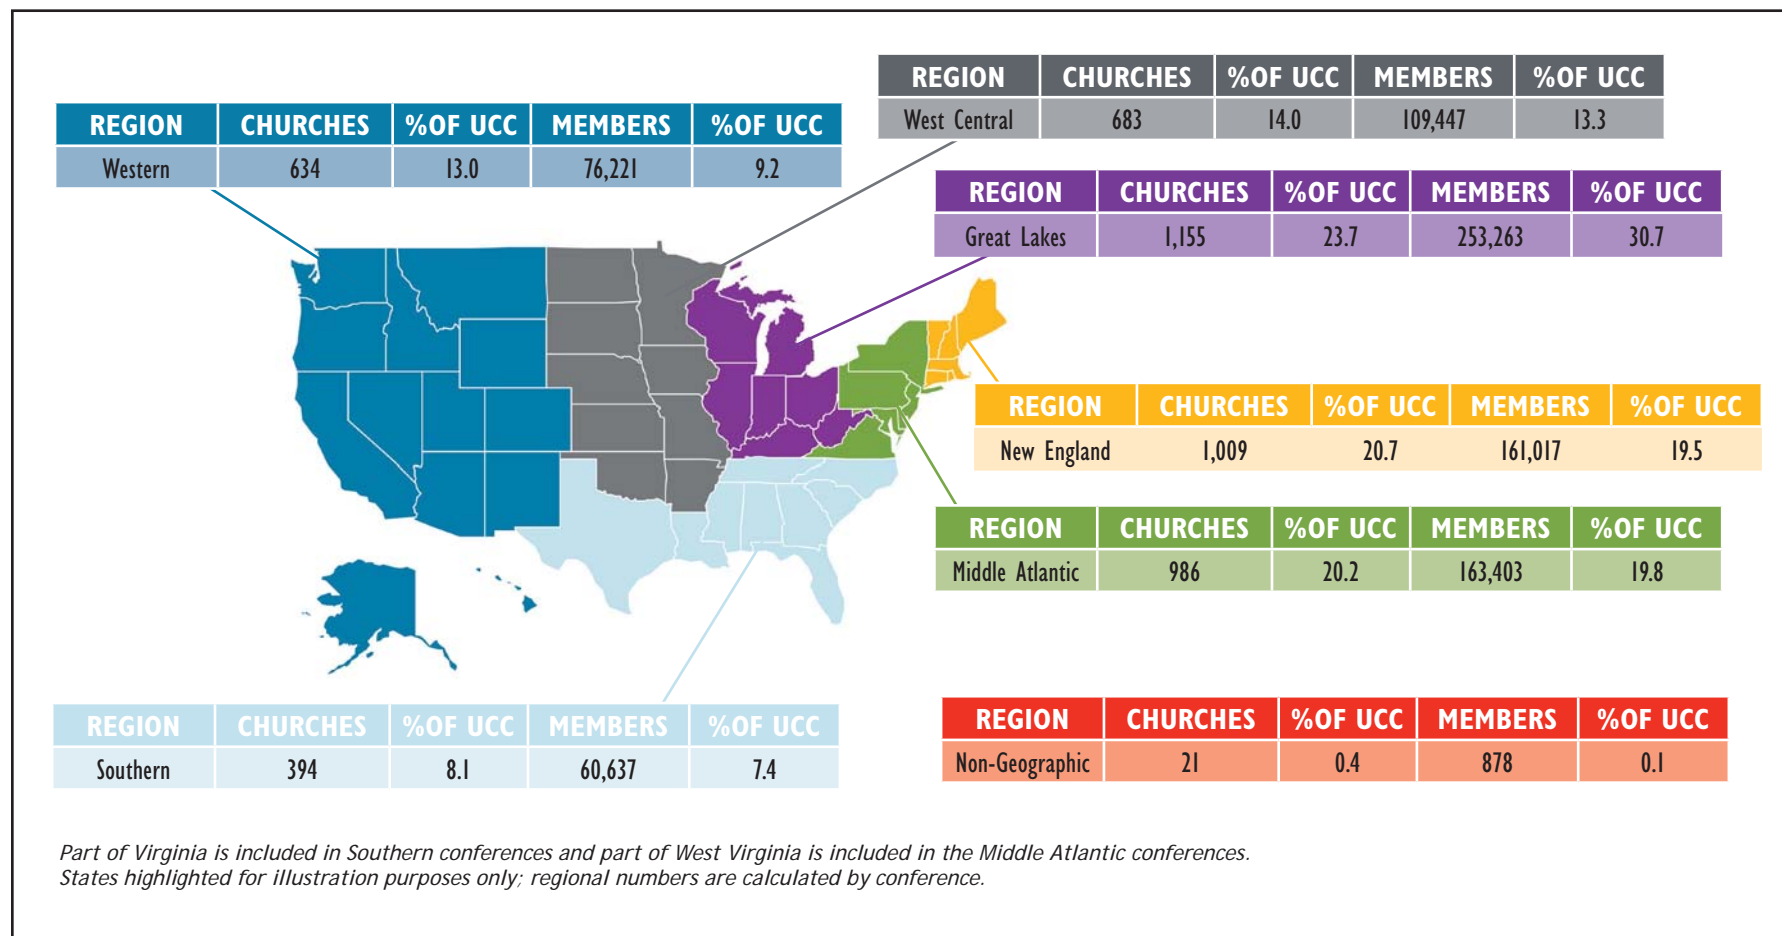 REGION CHURCHES %OF UCC MEMBERS %OF UCC
West Central 683 14.0 109,447 13.3
REGION CHURCHES %OF UCC MEMBERS %OF UCC
Western 634 13.0 76,221 9.2
REGION CHURCHES %OF UCC MEMBERS %OF UCC
Great Lakes 1,155 23.7 253,263 30.7
REGION CHURCHES %OF UCC MEMBERS %OF UCC
New England 1,009 20.7 161,017 19.5
REGION CHURCHES %OF UCC MEMBERS %OF UCC
Middle Atlantic 986 20.2 163,403 19.8
REGION CHURCHES %OF UCC MEMBERS %OF UCC
Southern 394 8.1 60,637 7.4
REGION CHURCHES %OF UCC MEMBERS %OF UCC
Non-Geographic 21 0.4 878 0.1
Part of Virginia is included in Southern conferences and part of West Virginia is included in the Middle Atlantic conferences.
States highlighted for illustration purposes only; regional numbers are calculated by conference.